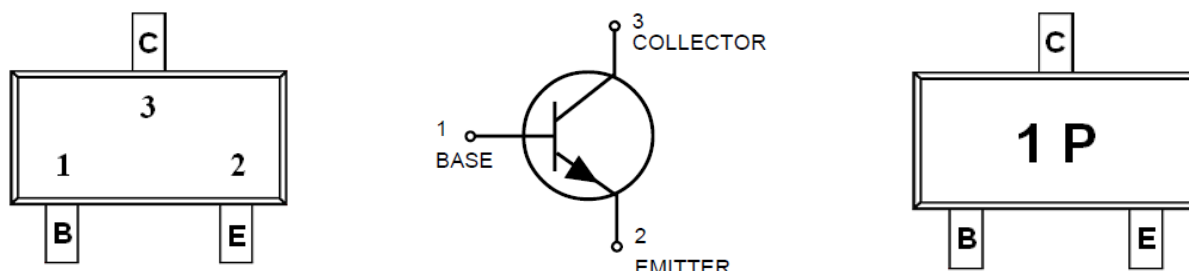 C
3
1 2
B E
3
COLLECTOR
1
BASE
2
EMITTER
C
1 P
B E